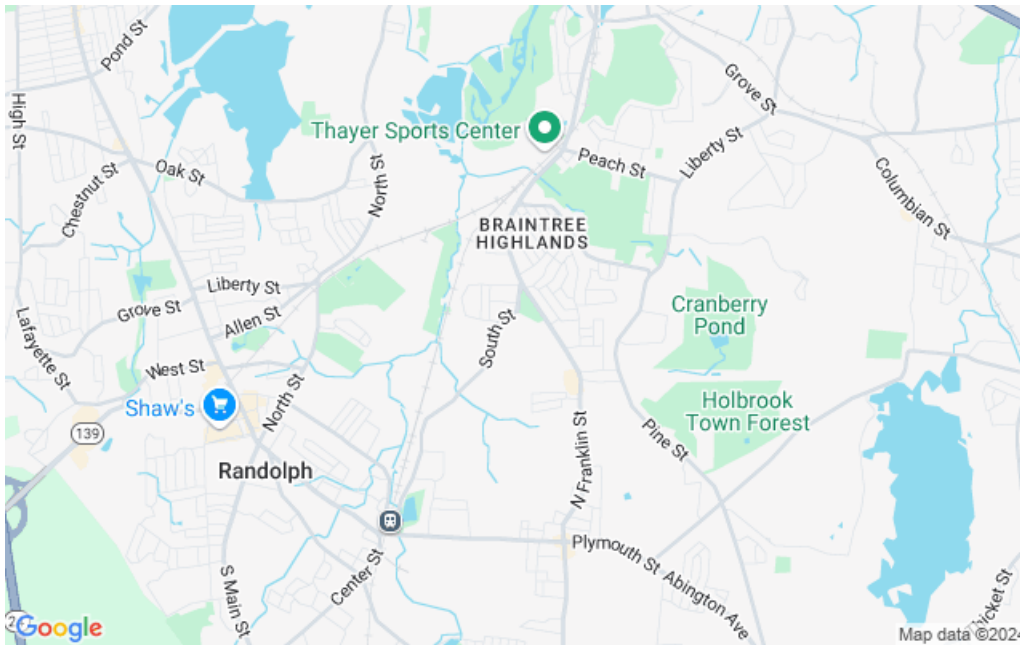 Pond St
High St
Grove St
Thayer Sports Center
Liberty St
Peach St
Chestnut St
Oak St
North St
Columbian St
BRAINTREE
HIGHLANDS
Liberty St
Grove St
Allen St
Cranberry
Pond
Lafayette St
South St
West St
Shaw's
North St
Holbrook
Town Forest
139
Pine St
N Franklin St
Randolph
Plymouth St
Abington Ave
Center St
S Main St
Google
Map data ©2024